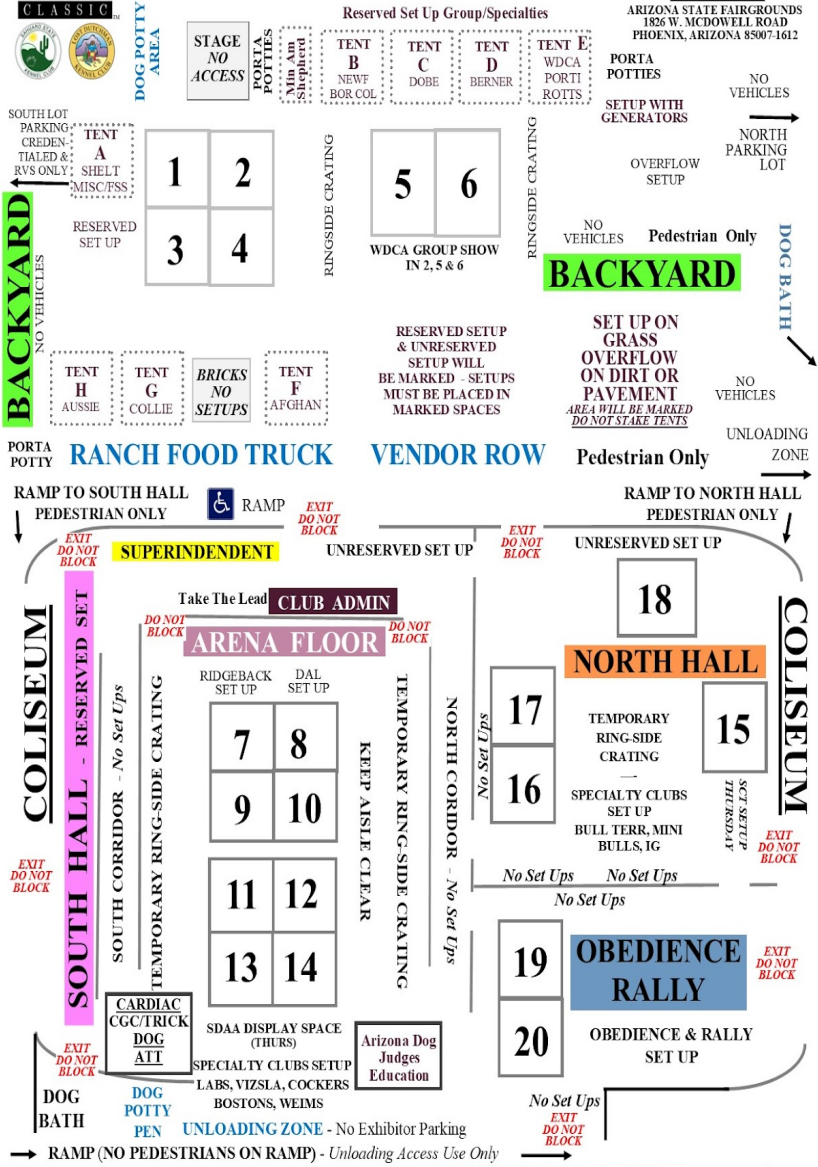 CLASSIC
Reserved Set Up Group/Specialties
ARIZONA STATE FAIRGROUNDS
1826 W. MCDOWELL ROAD
PHOENIX, ARIZONA 85007-1612
LOST DUTCHMAN
KENNEL CLUB
DOG POTTY
AREA
STAGE
NO
ACCESS
PORTA
POTTIES
Min Am
Shepherd
TENT
B
NEWF
BOR COL
TENT
C
DOBE
TENT
D
BERNER
TENT E
WDCA
PORTI
ROTTS
PORTA
POTTIES
SETUP WITH
GENERATORS
NO
VEHICLES
NORTH
PARKING
LOT
OVERFLOW
SETUP
SOUTH LOT
PARKING
CREDEN-
TIALED &
RVS ONLY
TENT
A
SHELT
MISC/FSS
RESERVED
SET UP
1
2
3
4
RINGSIDE CRATING
5
6
WDCA GROUP SHOW
IN 2, 5 & 6
RINGSIDE CRATING
NO
VEHICLES
Pedestrian Only
BACKYARD
DOG BATH
BACKYARD
NO VEHICLES
TENT
H
AUSSIE
TENT
G
COLLIE
BRICKS
NO
SETUPS
TENT
F
AFGHAN
RESERVED SETUP
& UNRESERVED
SETUP WILL
BE MARKED - SETUPS
MUST BE PLACED IN
MARKED SPACES
SET UP ON
GRASS
OVERFLOW
ON DIRT OR
PAVEMENT
AREA WILL BE MARKED
DO NOT STAKE TENTS
NO
VEHICLES
UNLOADING
ZONE
PORTA
POTTY
RANCH FOOD TRUCK
VENDOR ROW
Pedestrian Only
RAMP TO SOUTH HALL
PEDESTRIAN ONLY
RAMP
EXIT
DO NOT
BLOCK
RAMP TO NORTH HALL
PEDESTRIAN ONLY
EXIT
DO NOT
BLOCK
SUPERINDENDENT
UNRESERVED SET UP
EXIT
DO NOT
BLOCK
UNRESERVED SET UP
COLISEUM
SOUTH HALL - RESERVED SET
SOUTH CORRIDOR - No Set Ups
TEMPORARY RING-SIDE CRATING
Take The Lead
CLUB ADMIN
DO NOT
BLOCK
ARENA FLOOR
DO NOT
BLOCK
RIDGEBACK
SET UP
DAL
SET UP
7
8
9
10
11
12
13
14
KEEP AISLE CLEAR
TEMPORARY RING-SIDE CRATING
NORTH CORIDOR - No Set Ups
No Set Ups
18
NORTH HALL
17
16
TEMPORARY
RING-SIDE
CRATING
SPECIALTY CLUBS
SET UP
BULL TERR, MINI
BULLS, IG
15
SCT SETUP
THURSDAY
COLISEUM
EXIT
DO NOT
BLOCK
EXIT
DO NOT
BLOCK
No Set Ups
No Set Ups
No Set Ups
19
20
OBEDIENCE
RALLY
EXIT
DO NOT
BLOCK
OBEDIENCE & RALLY
SET UP
CARDIAC
CGC/TRICK
DOG
ATT
SDAA DISPLAY SPACE
(THURS)
SPECIALTY CLUBS SETUP
LABS, VIZSLA, COCKERS
BOSTONS, WEIMS
Arizona Dog
Judges
Education
EXIT
DO NOT
BLOCK
DOG
BATH
DOG
POTTY
PEN
UNLOADING ZONE - No Exhibitor Parking
No Set Ups
EXIT
DO NOT
BLOCK
RAMP (NO PEDESTRIANS ON RAMP) - Unloading Access Use Only